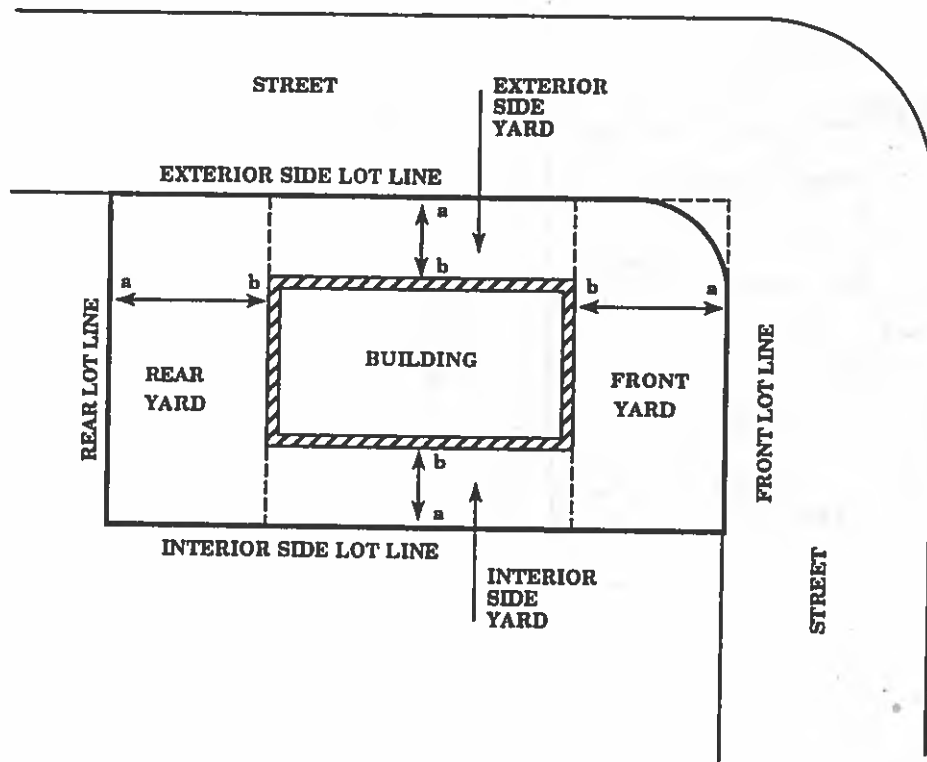 STREET
EXTERIOR
SIDE
YARD
EXTERIOR SIDE LOT LINE
a
b
a
b
b
a
REAR LOT LINE
REAR
YARD
BUILDING
FRONT
YARD
FRONT LOT LINE
b
a
INTERIOR SIDE LOT LINE
INTERIOR
SIDE
YARD
STREET